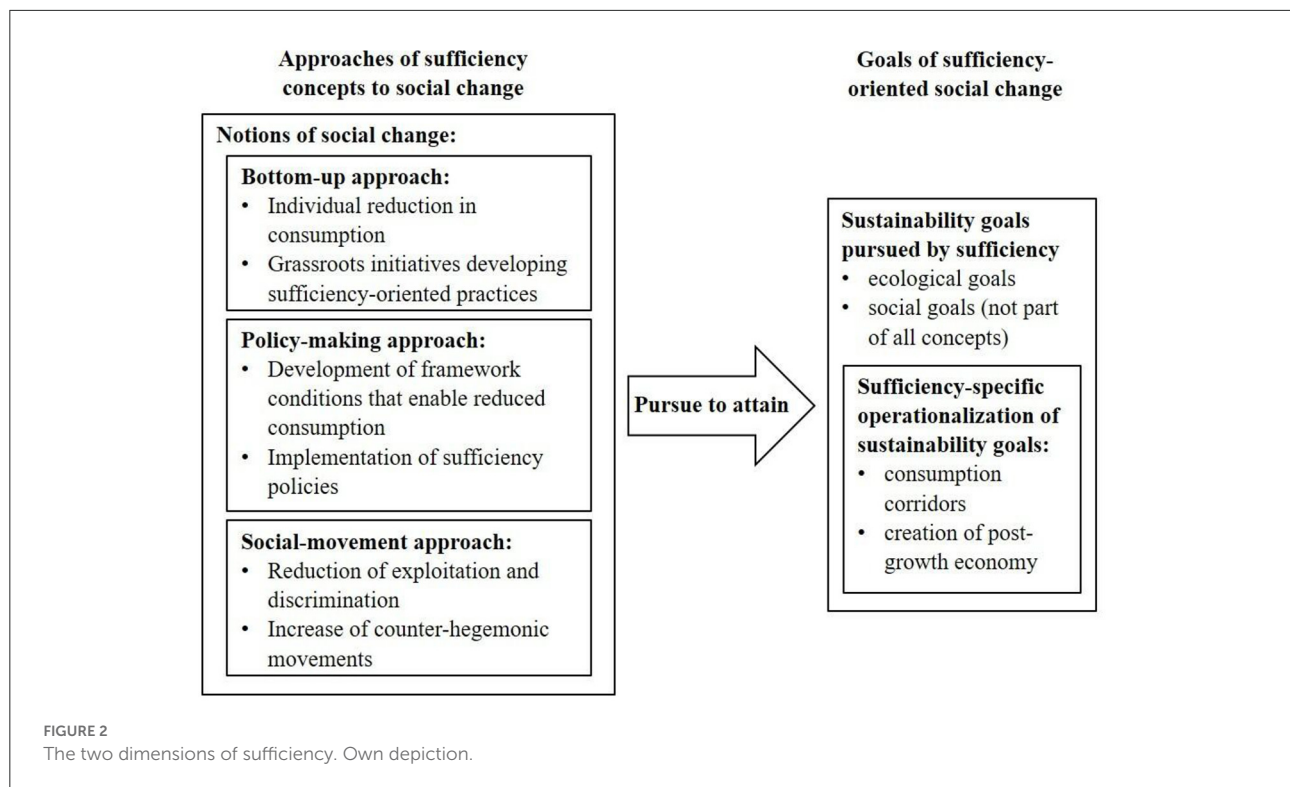 Approaches of sufficiency
concepts to social change
Notions of social change:
Bottom-up approach:
• Individual reduction in
consumption
• Grassroots initiatives developing
sufficiency-oriented practices
Policy-making approach:
• Development of framework
conditions that enable reduced
consumption
• Implementation of sufficiency
policies
Social-movement approach:
• Reduction of exploitation and
discrimination
• Increase of counter-hegemonic
movements
Pursue to attain
Goals of sufficiency-
oriented social change
Sustainability goals
pursued by sufficiency
• ecological goals
• social goals (not part
of all concepts)
Sufficiency-specific
operationalization of
sustainability goals:
• consumption
corridors
• creation of post-
growth economy
FIGURE 2
The two dimensions of sufficiency. Own depiction.